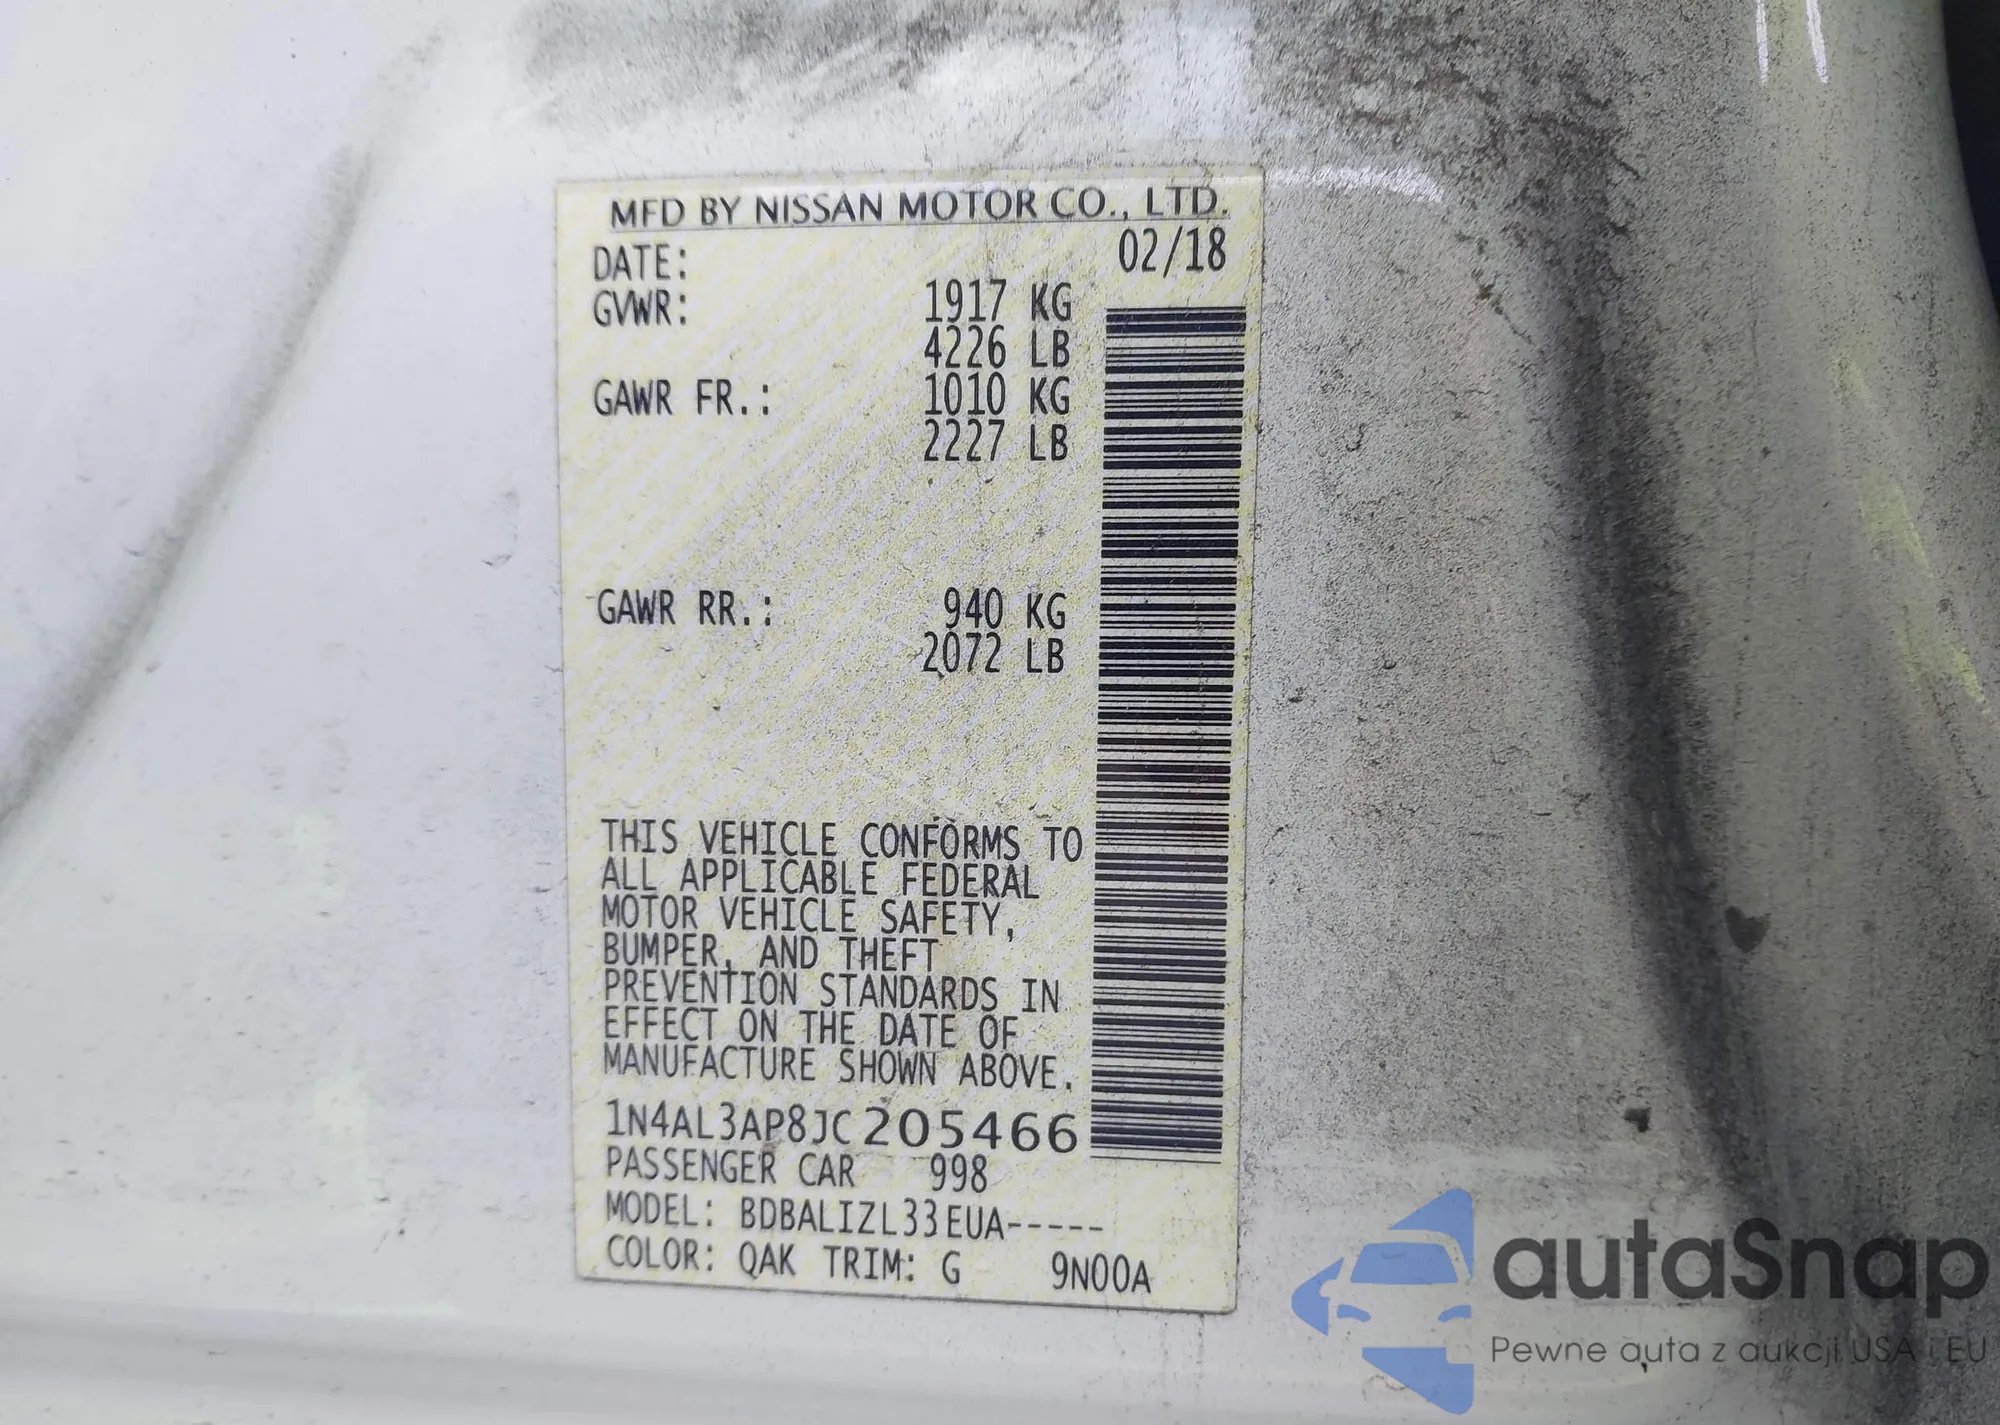 MFD BY NISSAN MOTOR CO., LTD.
DATE: 02/18
GVWR: 1917 KG
4226 LB
GAWR FR.: 1010 KG
2227 LB
GAWR RR.: 940 KG
2072 LB
THIS VEHICLE CONFORMS TO
ALL APPLICABLE FEDERAL
MOTOR VEHICLE SAFETY,
BUMPER, AND THEFT
PREVENTION STANDARDS IN
EFFECT ON THE DATE OF
MANUFACTURE SHOWN ABOVE.
1N4AL3AP8JC205466
PASSENGER CAR 998
MODEL: BDBALIZL33EUA-----
COLOR: QAK TRIM: G 9N00A
autaSnap
Pewne auta z aukcji USA i EU